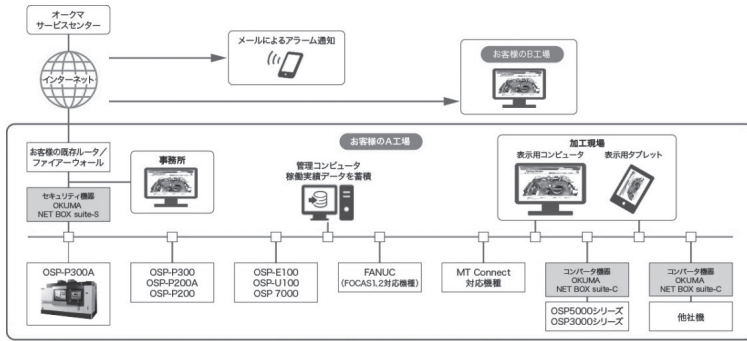 オークマ
サービスセンター
メールによるアラーム通知
お客様のB工場
インターネット
お客様の既存ルータ／
ファイアーウォール
お客様のA工場
事務所
管理コンピュータ
稼働実績データを蓄積
加工現場
表示用コンピュータ
表示用タブレット
セキュリティ機器
OKUMA
NET BOX suite-S
OSP-P300A
OSP-P300
OSP-P200A
OSP-P200
OSP-E100
OSP-U100
OSP 7000
FANUC
(FOCAS1,2対応機種)
MT Connect
対応機種
コンバータ機器
OKUMA
NET BOX suite-C
OSP5000シリーズ
OSP3000シリーズ
コンバータ機器
OKUMA
NET BOX suite-C
他社機